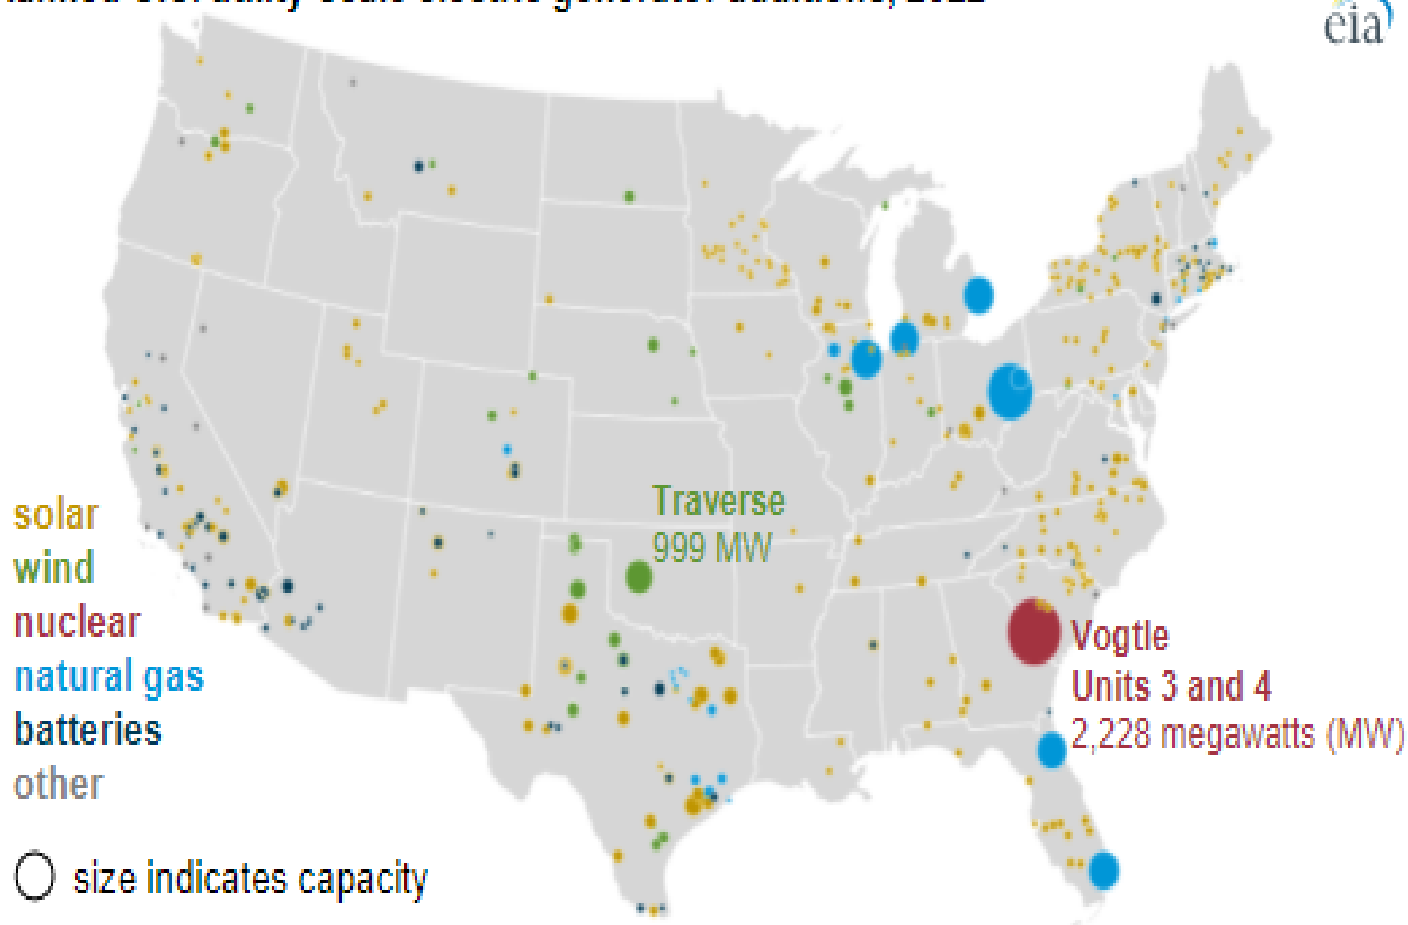 eia
Traverse
999 MW
solar
wind
nuclear
natural gas
batteries
other
Vogtle
Units 3 and 4
2,228 megawatts (MW)
size indicates capacity